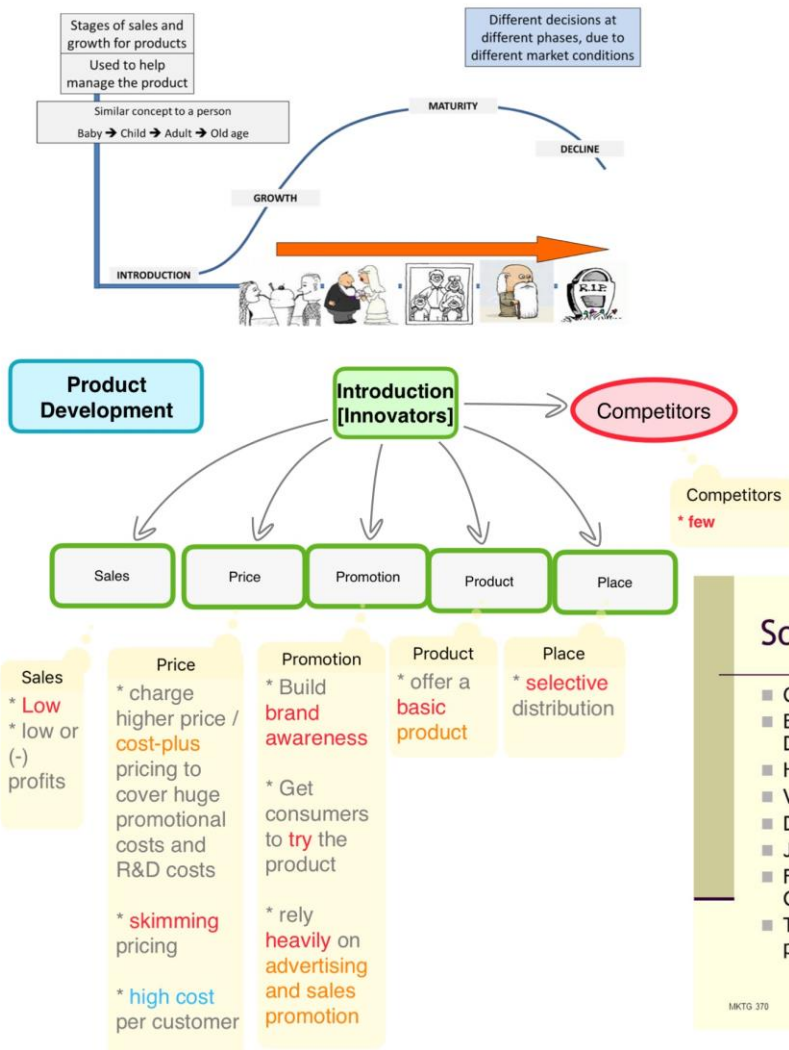 Stages of sales and
growth for products
Used to help
manage the product
Similar concept to a person
Baby ➔ Child ➔ Adult ➔ Old age
Different decisions at
different phases, due to
different market conditions
MATURITY
DECLINE
GROWTH
INTRODUCTION
R.I.P.
Product
Development
Introduction
[Innovators]
Competitors
Competitors
* few
Sales
Price
Promotion
Product
Place
Sales
* Low
* low or
(-)
profits
Price
* charge
higher price /
cost-plus
pricing to
cover huge
promotional
costs and
R&D costs
* skimming
pricing
* high cost
per customer
Promotion
* Build
brand
awareness
* Get
consumers
to try the
product
* rely
heavily on
advertising
and sales
promotion
Product
* offer a
basic
product
Place
* selective
distribution
MKTG 370